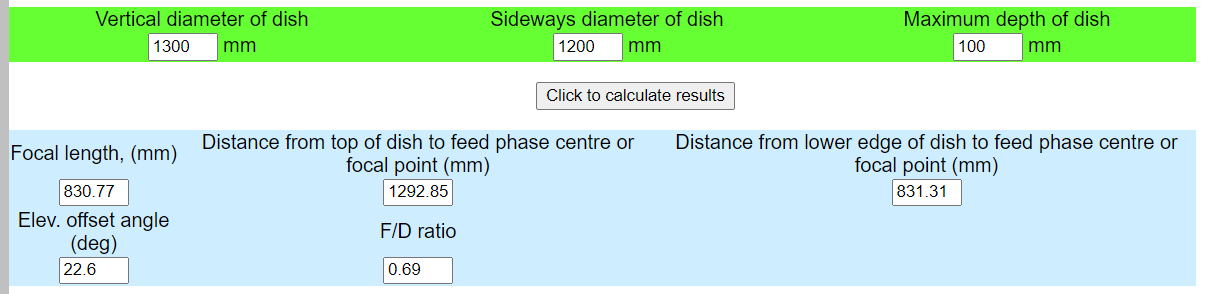 Vertical diameter of dish Sideways diameter of dish Maximum depth of dish
1300 mm 1200 mm 100 mm
Click to calculate results
Focal length, (mm) Distance from top of dish to feed phase centre or focal point (mm) Distance from lower edge of dish to feed phase centre or focal point (mm)
830.77 1292.85 831.31
Elev. offset angle (deg) F/D ratio
22.6 0.69